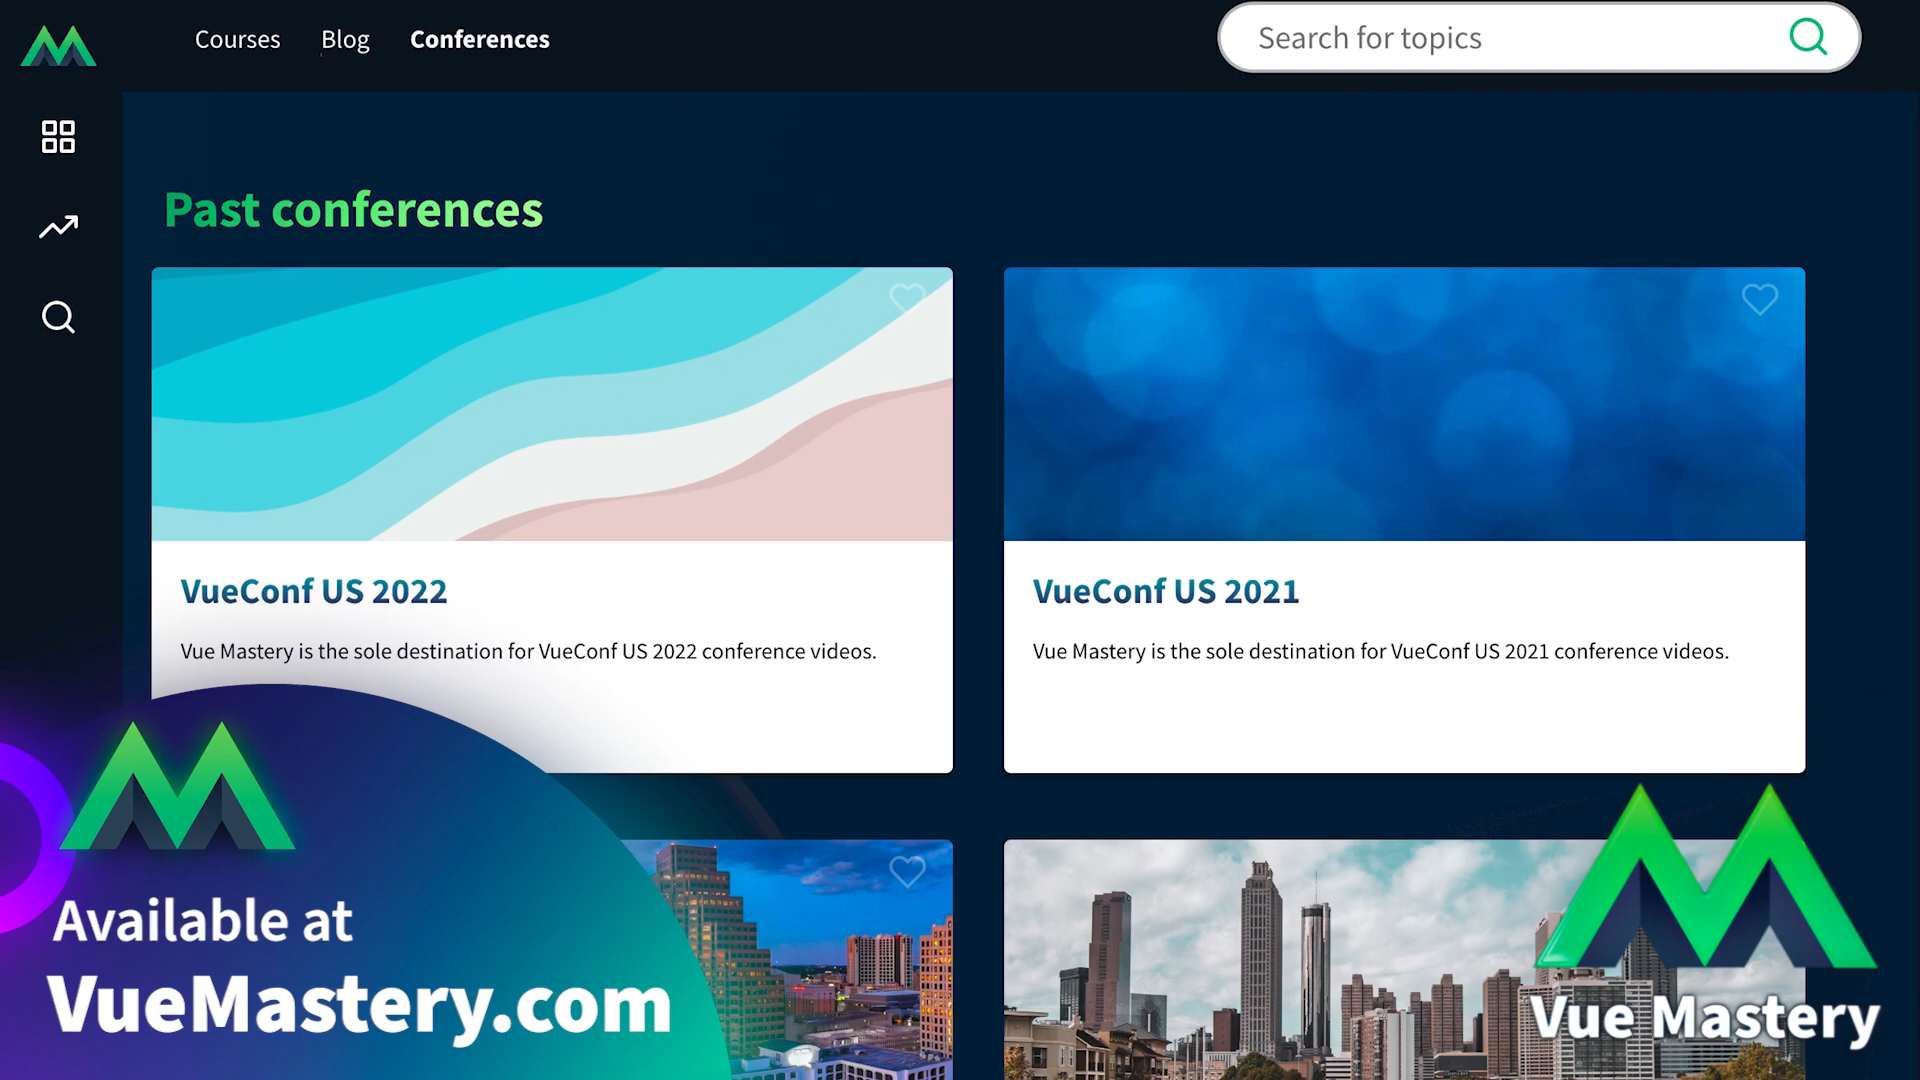 Courses Blog Conferences
Search for topics
Past conferences
VueConf US 2022
Vue Mastery is the sole destination for VueConf US 2022 conference videos.
VueConf US 2021
Vue Mastery is the sole destination for VueConf US 2021 conference videos.
Available at
VueMastery.com
Vue Mastery